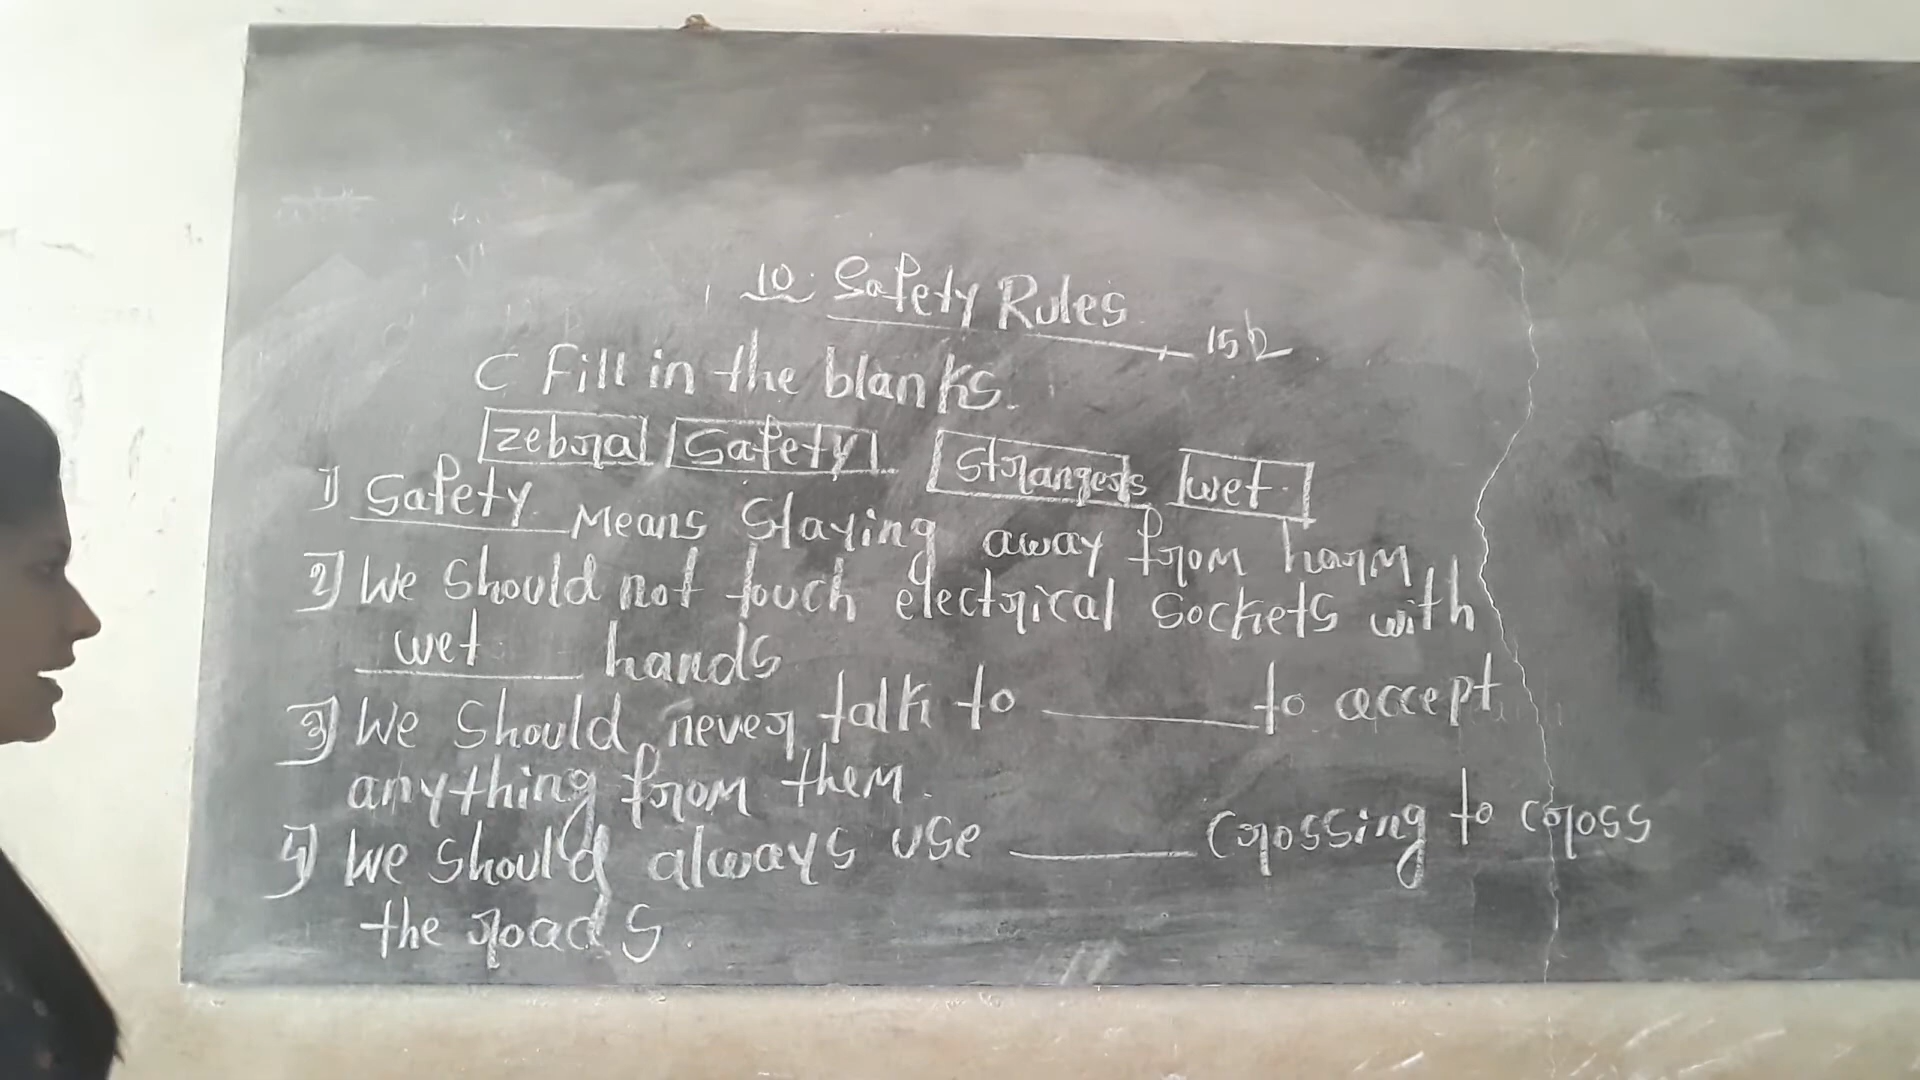 10. Safety Rules
C Fill in the blanks.
zebra Safety strangers wet.
1) Safety Means Staying away from harm
2) We Should not touch electrical sockets with
wet hands
3) We Should never talk to ______ to accept
anything from them.
4) We should always use ______ Crossing to cross
the roads.